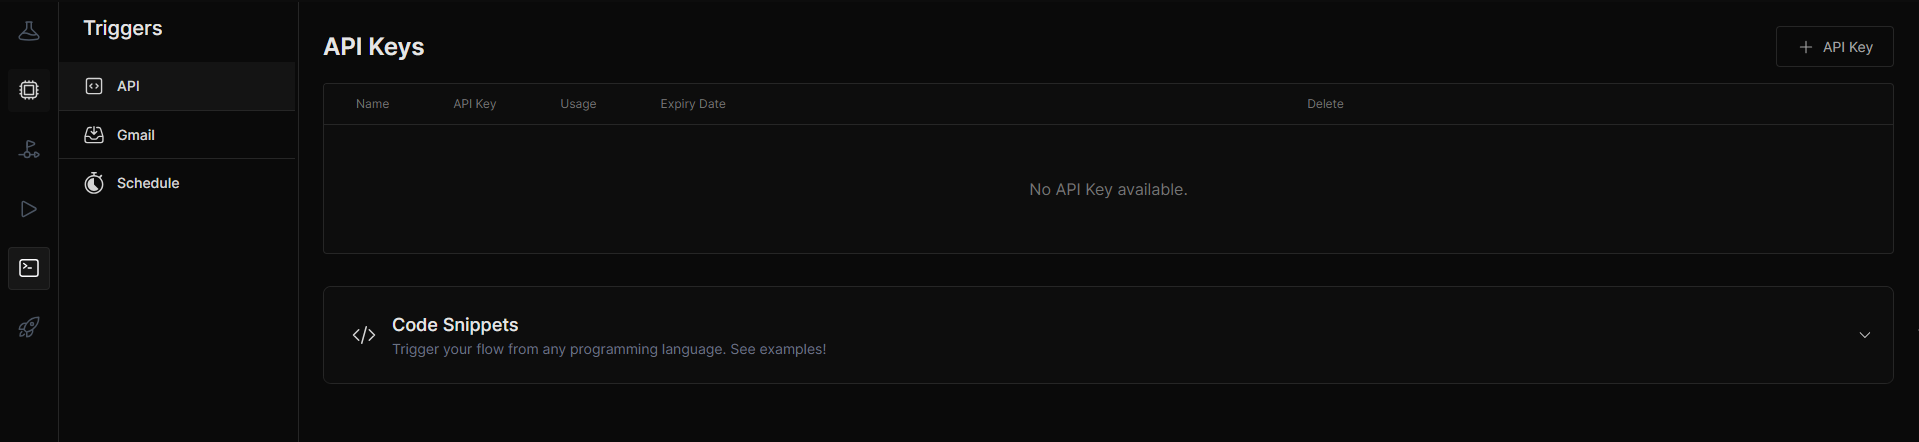 Triggers
API
Gmail
Schedule
API Keys
API Key
Name API Key Usage Expiry Date Delete
No API Key available.
Code Snippets
Trigger your flow from any programming language. See examples!